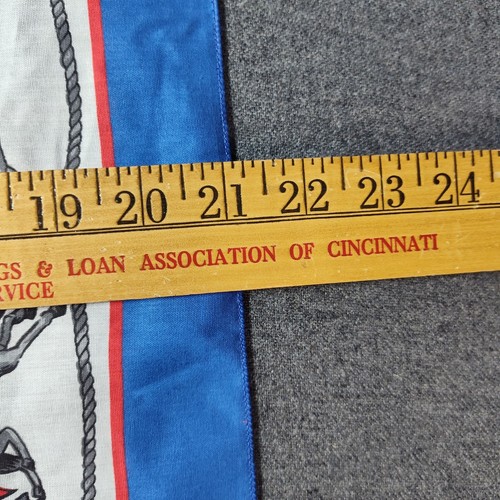 19 20 21 22 23 24
GS & LOAN ASSOCIATION OF CINCINNATI
RVICE